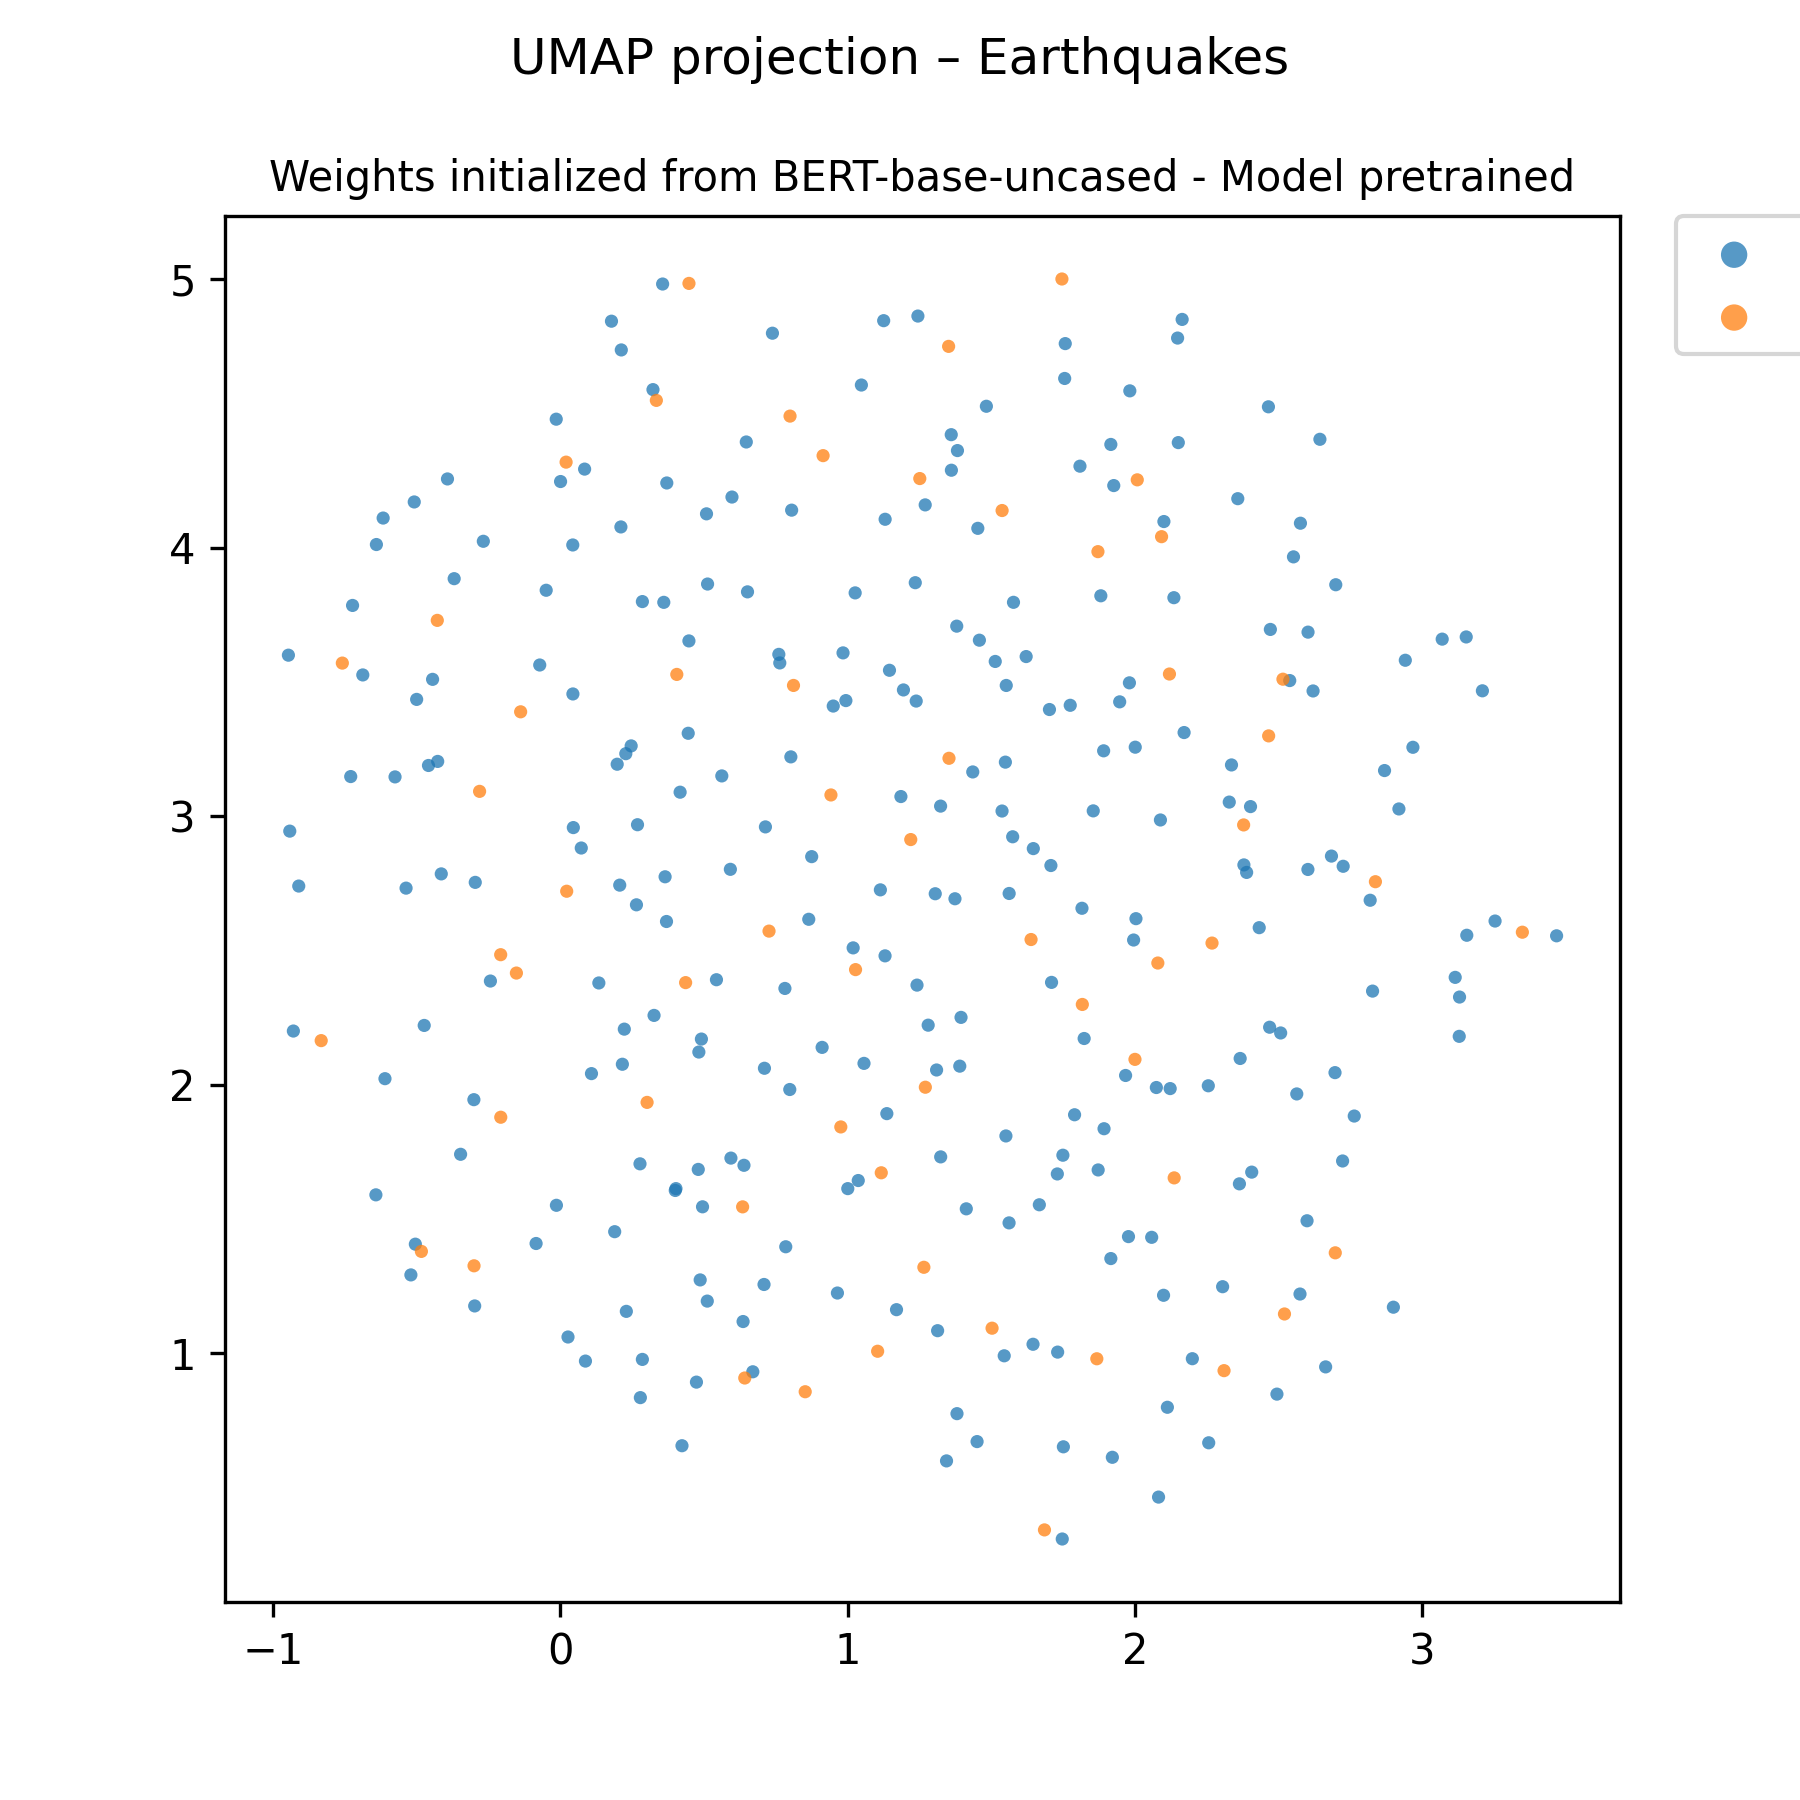 UMAP projection – Earthquakes
Weights initialized from BERT-base-uncased - Model pretrained
5
4
3
2
1
−1 0 1 2 3